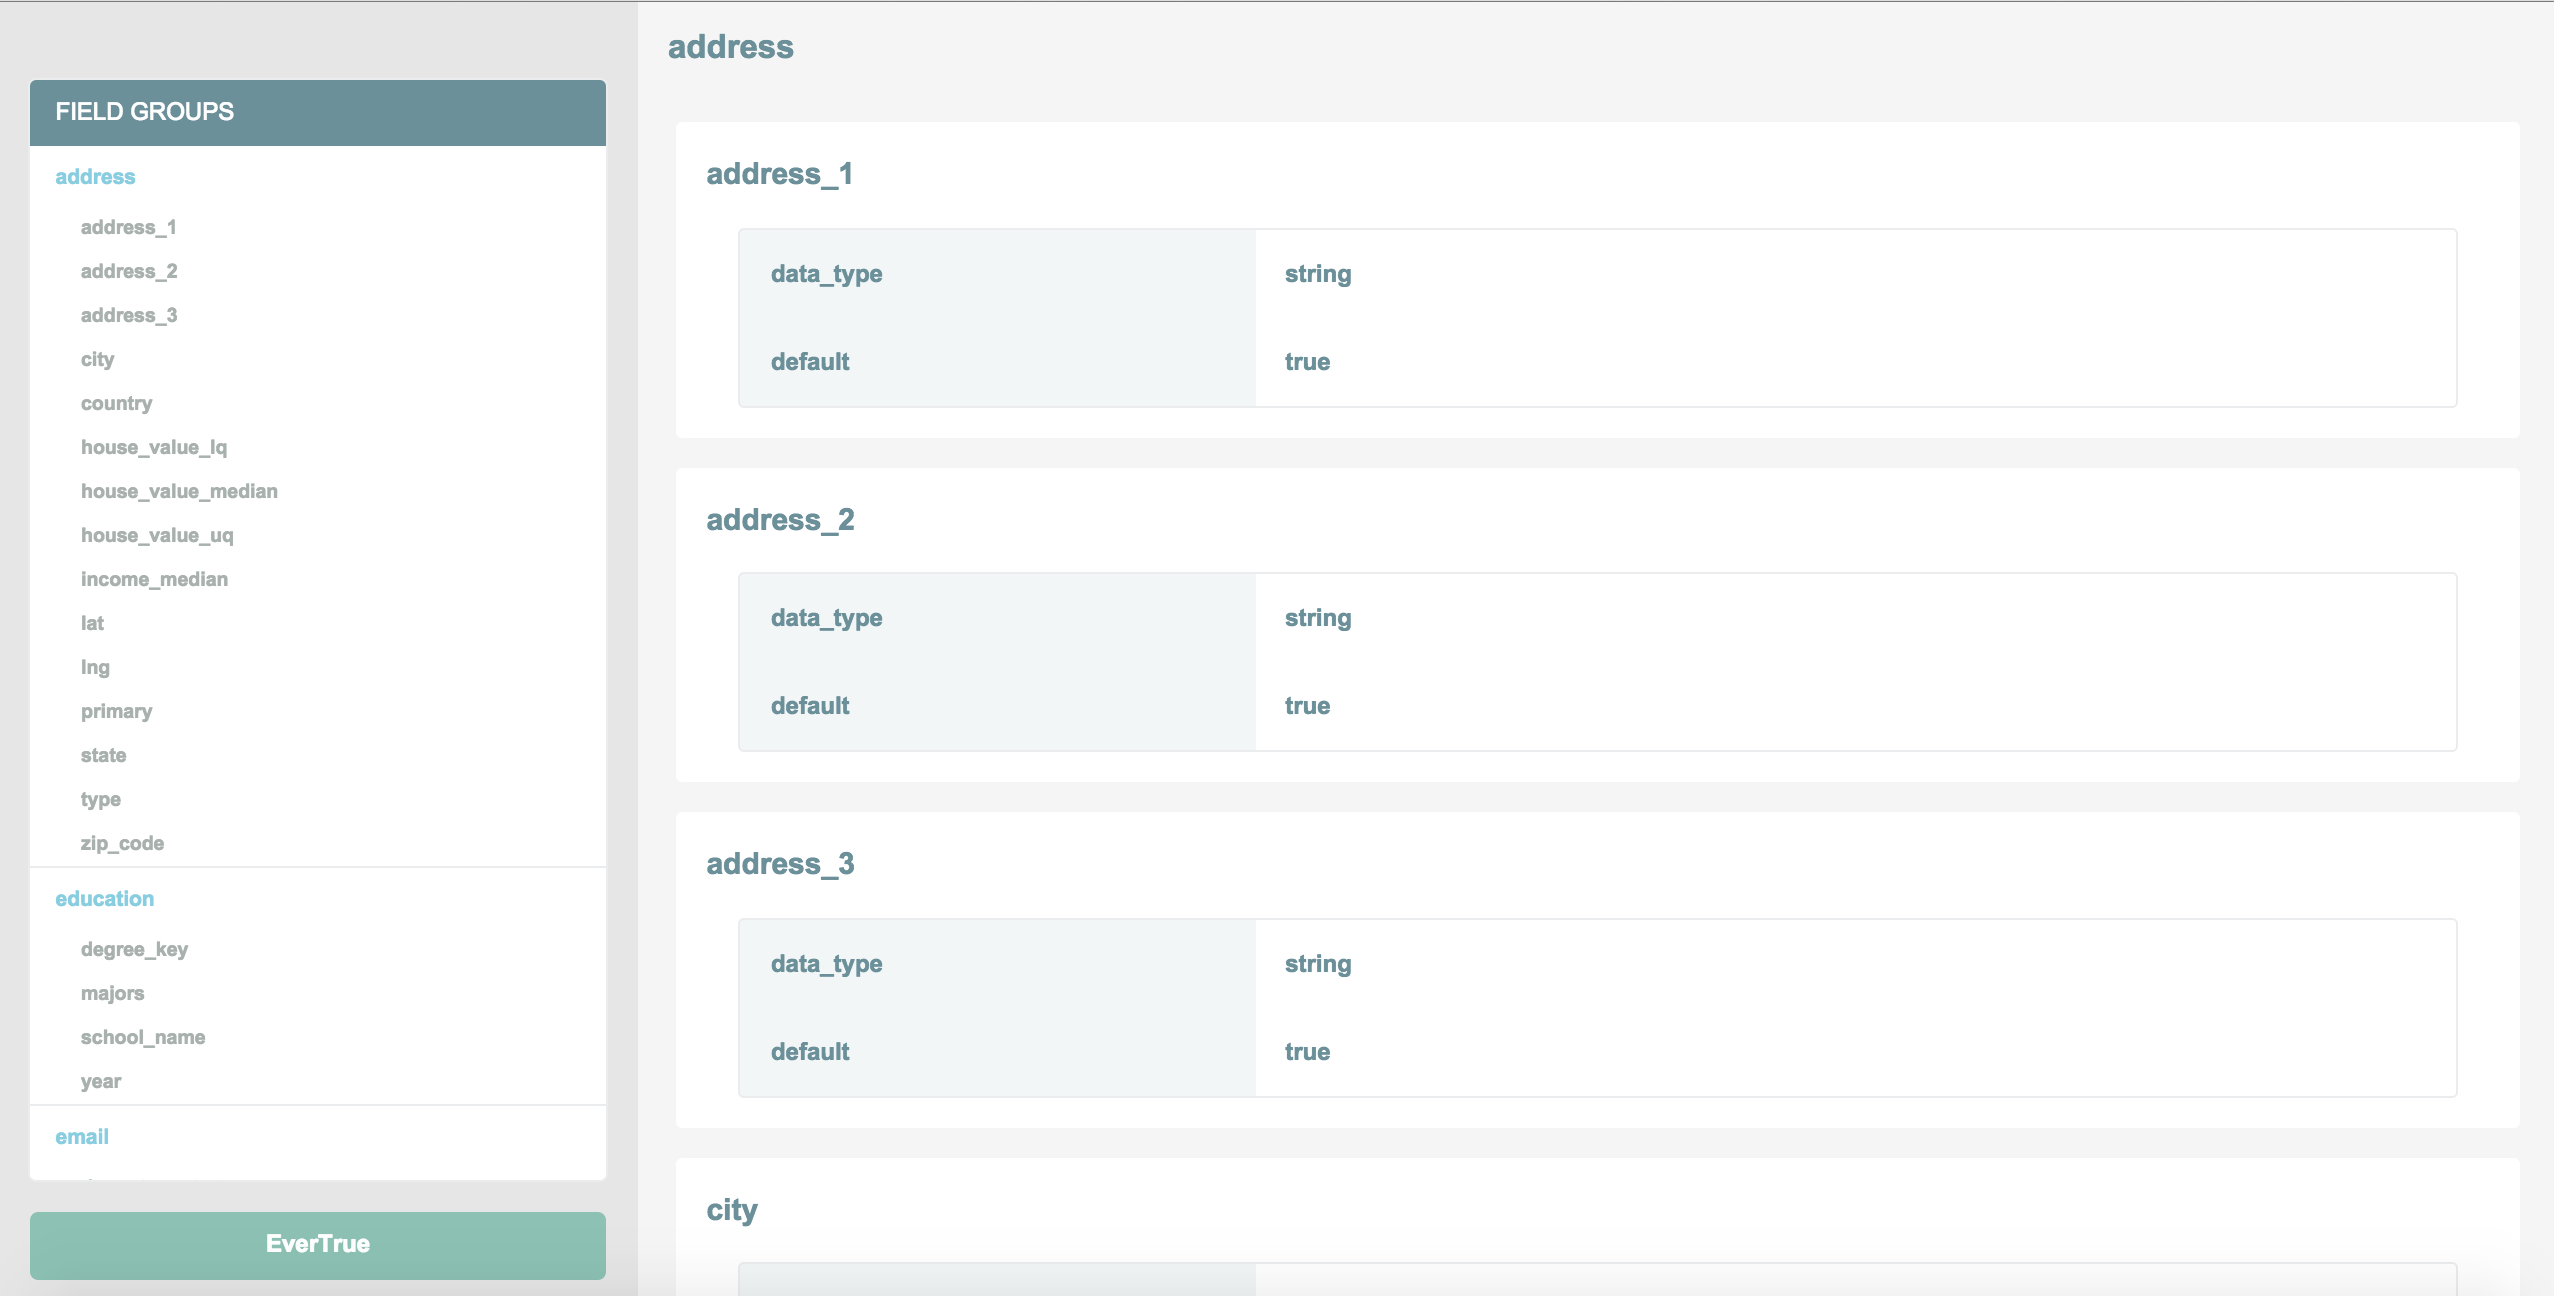 FIELD GROUPS
address
address_1
address_2
address_3
city
country
house_value_lq
house_value_median
house_value_uq
income_median
lat
lng
primary
state
type
zip_code
education
degree_key
majors
school_name
year
email
EverTrue
address
address_1
data_type string
default true
address_2
data_type string
default true
address_3
data_type string
default true
city